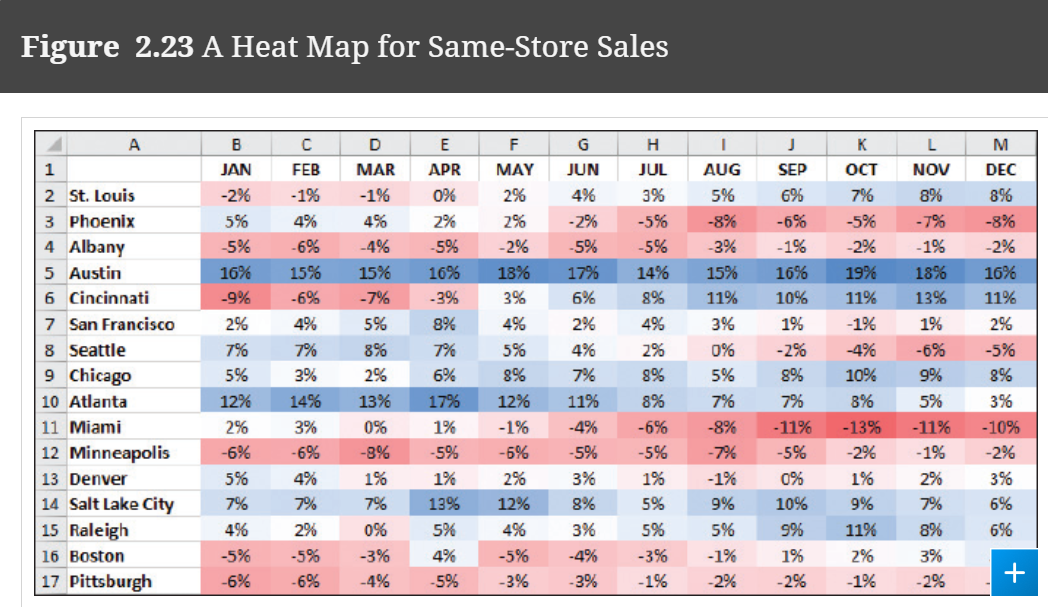 Figure 2.23 A Heat Map for Same-Store Sales
A B C D E F G H I J K L M
1 JAN FEB MAR APR MAY JUN JUL AUG SEP OCT NOV DEC
2 St. Louis -2% -1% -1% 0% 2% 4% 3% 5% 6% 7% 8% 8%
3 Phoenix 5% 4% 4% 2% 2% -2% -5% -8% -6% -5% -7% -8%
4 Albany -5% -6% -4% -5% -2% -5% -5% -3% -1% -2% -1% -2%
5 Austin 16% 15% 15% 16% 18% 17% 14% 15% 16% 19% 18% 16%
6 Cincinnati -9% -6% -7% -3% 3% 6% 8% 11% 10% 11% 13% 11%
7 San Francisco 2% 4% 5% 8% 4% 2% 4% 3% 1% -1% 1% 2%
8 Seattle 7% 7% 8% 7% 5% 4% 2% 0% -2% -4% -6% -5%
9 Chicago 5% 3% 2% 6% 8% 7% 8% 5% 8% 10% 9% 8%
10 Atlanta 12% 14% 13% 17% 12% 11% 8% 7% 7% 8% 5% 3%
11 Miami 2% 3% 0% 1% -1% -4% -6% -8% -11% -13% -11% -10%
12 Minneapolis -6% -6% -8% -5% -6% -5% -5% -7% -5% -2% -1% -2%
13 Denver 5% 4% 1% 1% 2% 3% 1% -1% 0% 1% 2% 3%
14 Salt Lake City 7% 7% 7% 13% 12% 8% 5% 9% 10% 9% 7% 6%
15 Raleigh 4% 2% 0% 5% 4% 3% 5% 5% 9% 11% 8% 6%
16 Boston -5% -5% -3% 4% -5% -4% -3% -1% 1% 2% 3%
17 Pittsburgh -6% -6% -4% -5% -3% -3% -1% -2% -2% -1% -2%